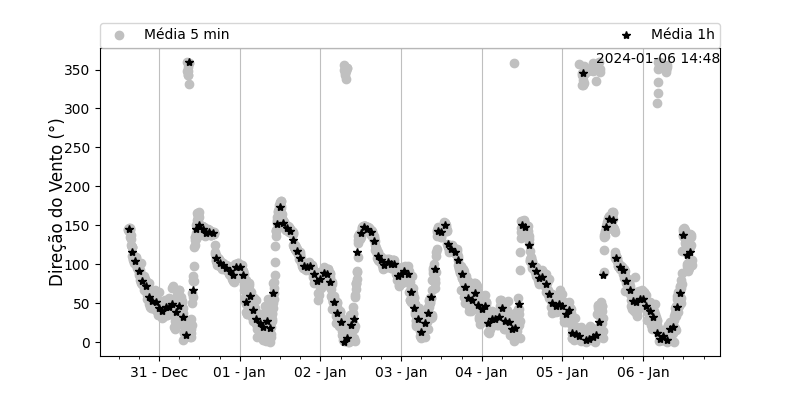 Média 5 min
Média 1h
2024-01-06 14:48
Direção do Vento (°)
350
300
250
200
150
100
50
0
31 - Dec
01 - Jan
02 - Jan
03 - Jan
04 - Jan
05 - Jan
06 - Jan